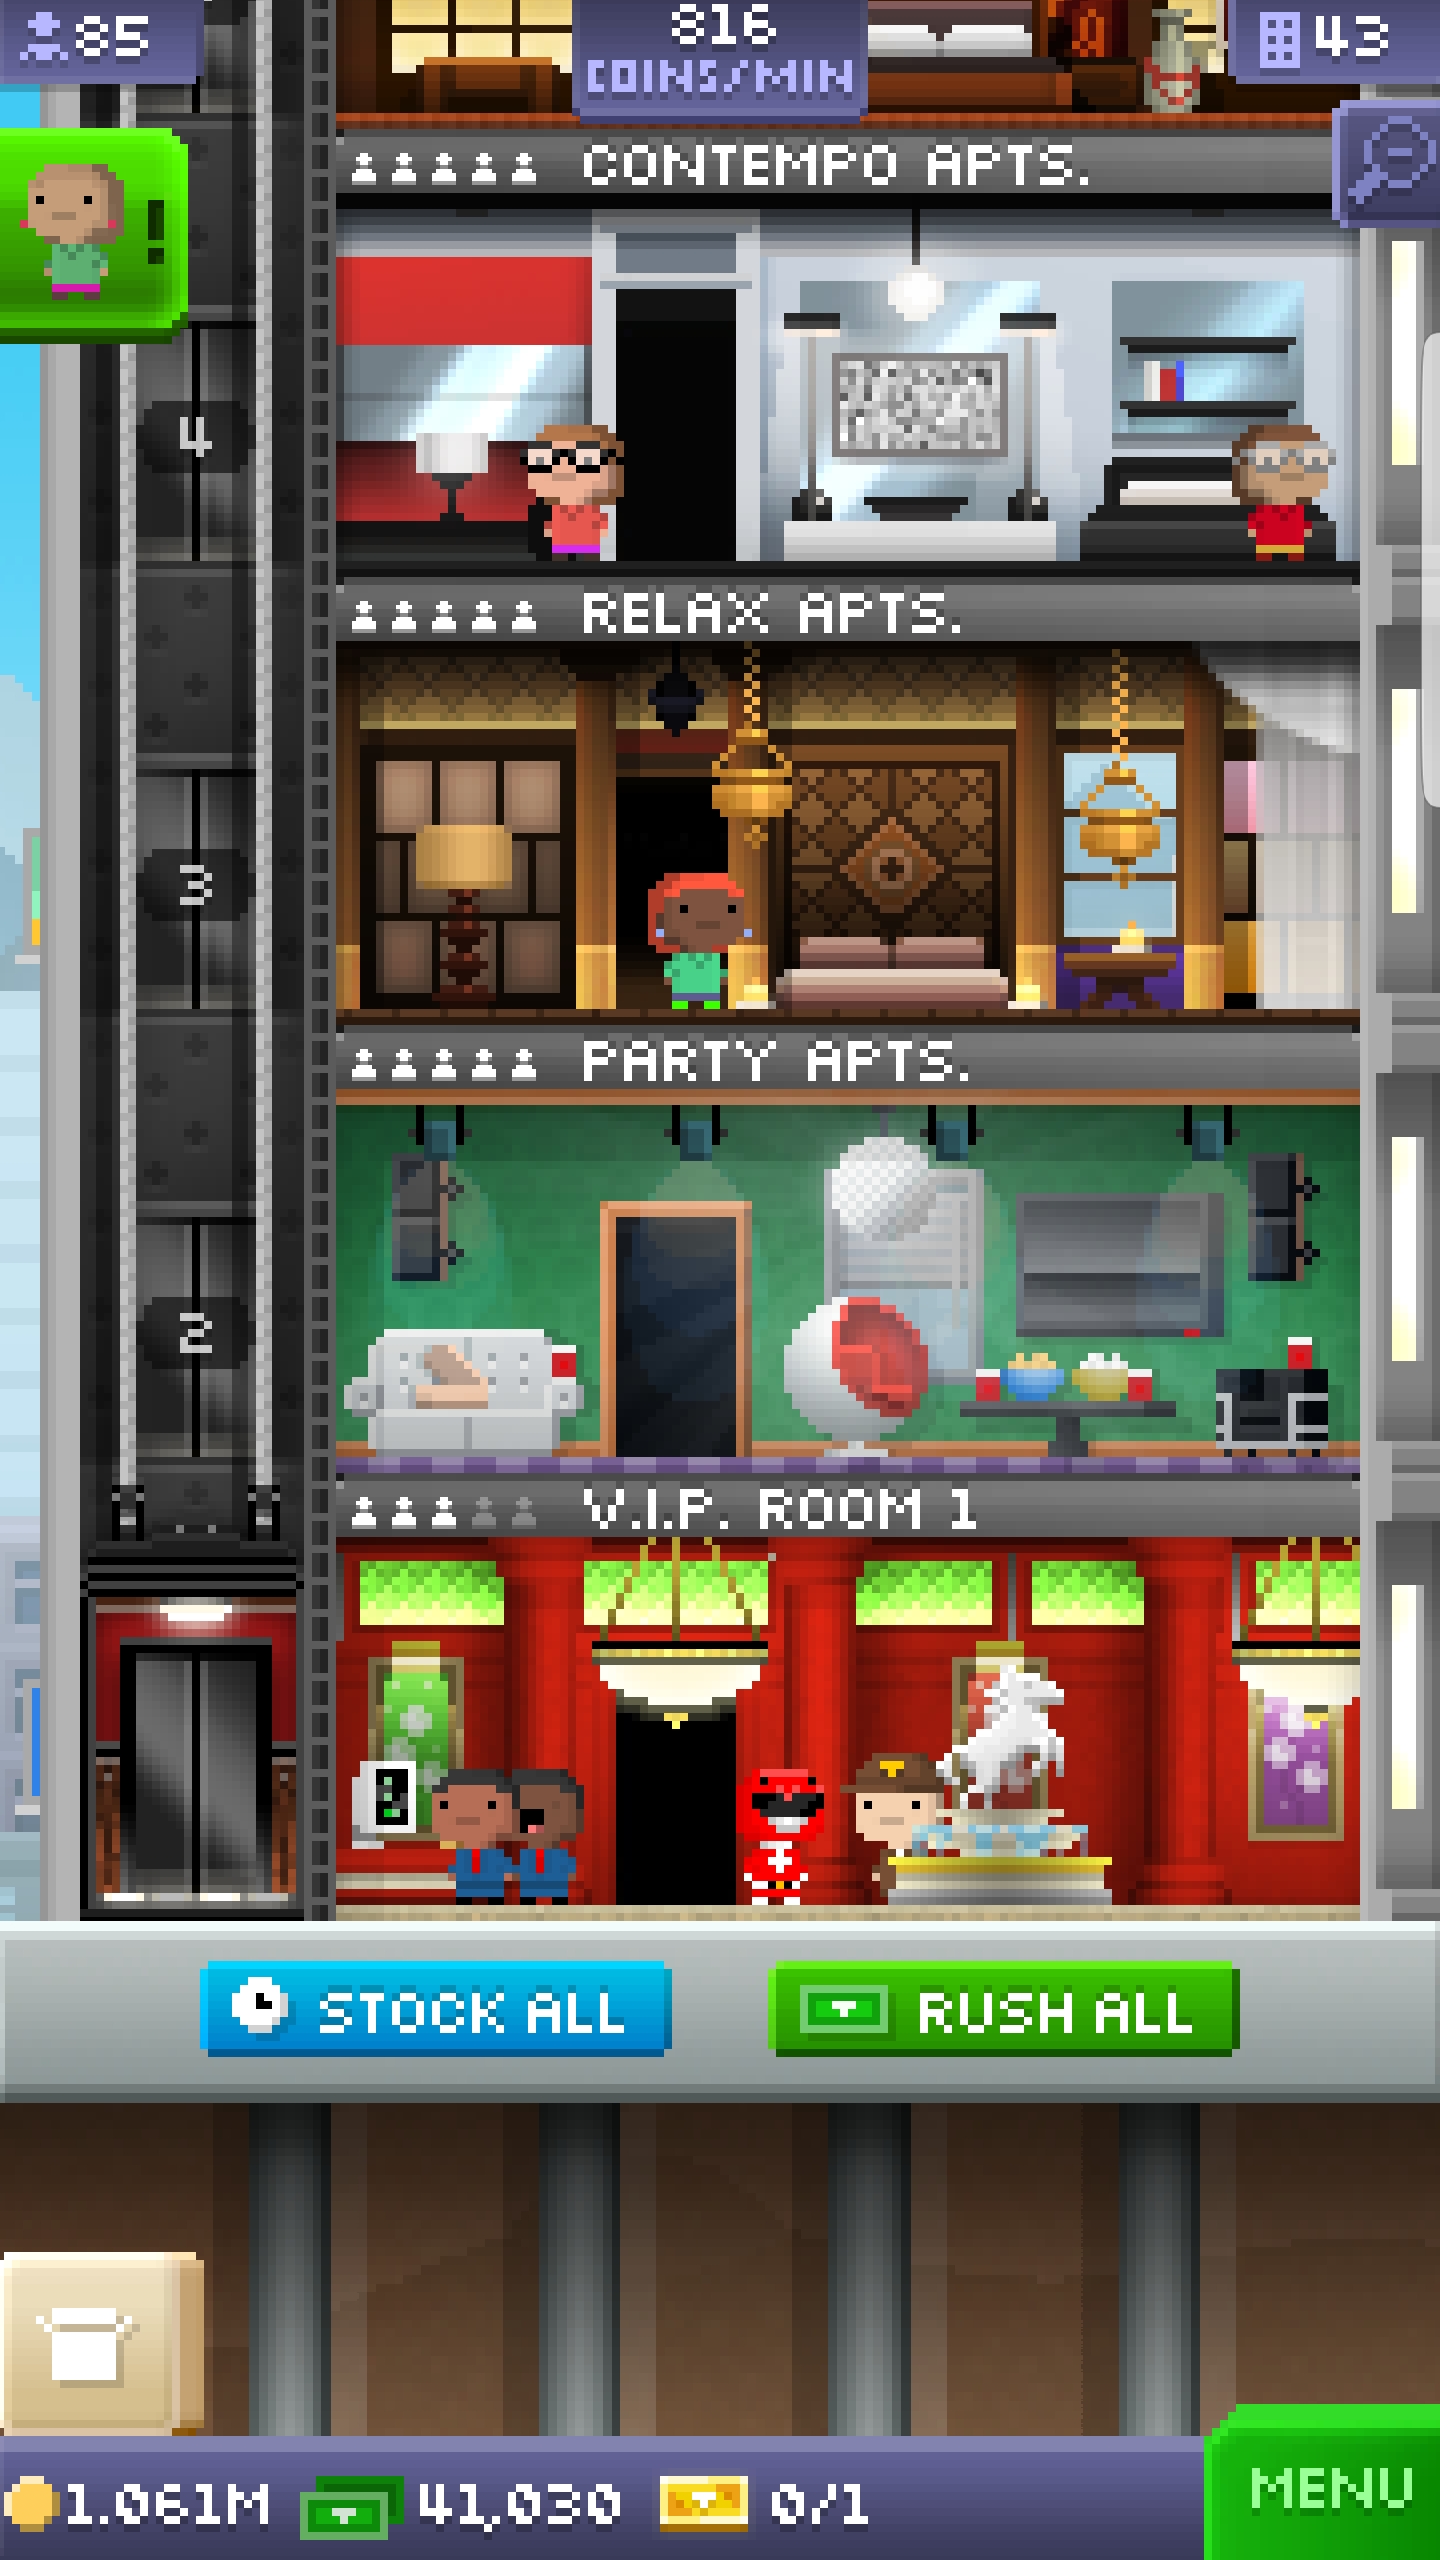 85
816
COINS/MIN
43
CONTEMPO APTS.
!
4
RELAX APTS.
3
PARTY APTS.
2
V.I.P. ROOM 1
STOCK ALL
RUSH ALL
1.061M
41,030
0/1
MENU